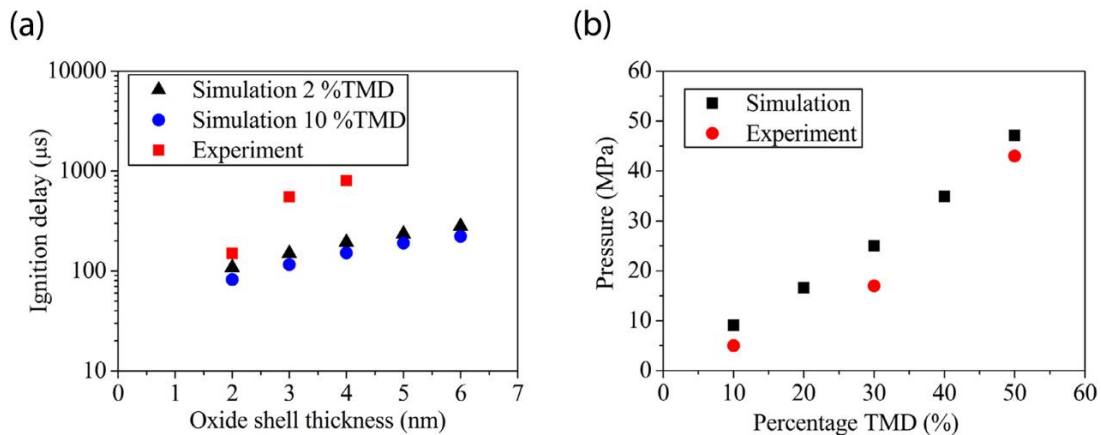 (a)
10000
1000
100
10
0 1 2 3 4 5 6 7
Ignition delay (μs)
Oxide shell thickness (nm)
Simulation 2 %TMD
Simulation 10 %TMD
Experiment
(b)
60
50
40
30
20
10
0
0 10 20 30 40 50 60
Pressure (MPa)
Percentage TMD (%)
Simulation
Experiment